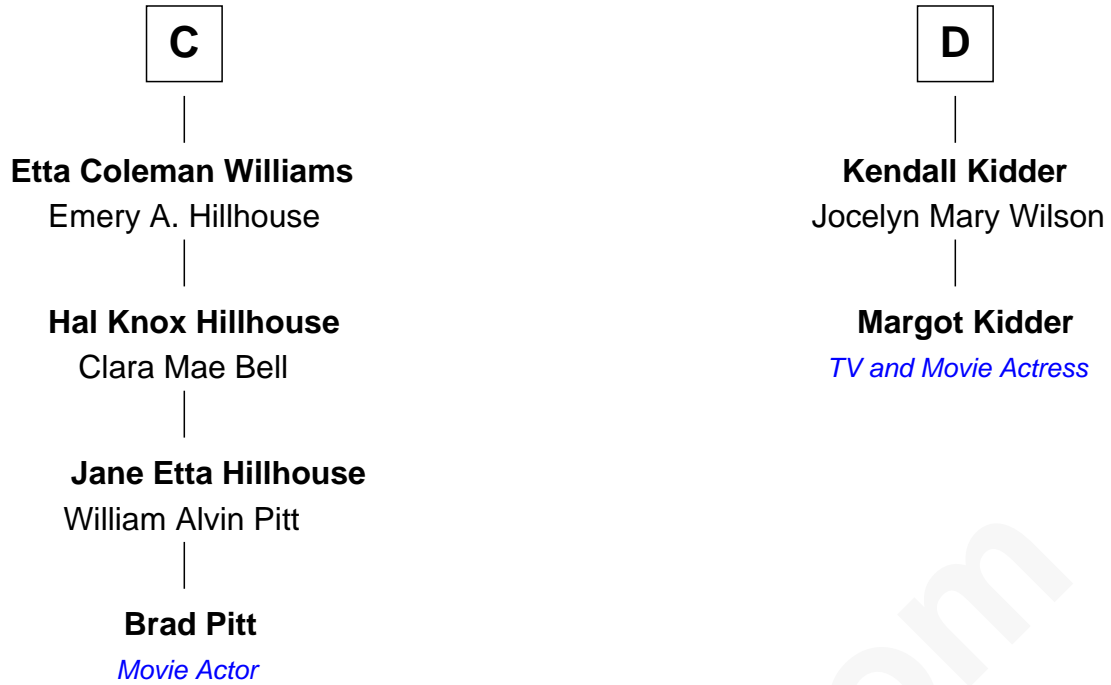 C
Etta Coleman Williams
Emery A. Hillhouse
Hal Knox Hillhouse
Clara Mae Bell
Jane Etta Hillhouse
William Alvin Pitt
Brad Pitt
Movie Actor
D
Kendall Kidder
Jocelyn Mary Wilson
Margot Kidder
TV and Movie Actress
om